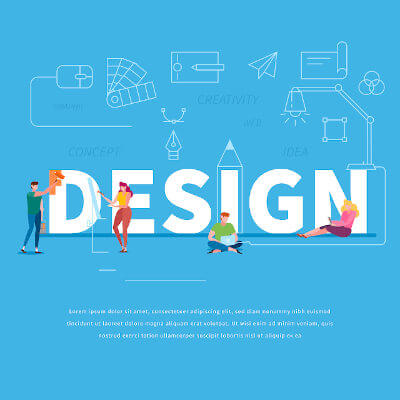 CREATIVITY
WEB
CONCEPT
IDEA
DESIGN
Lorem ipsum dolor sit amet, consectetuer adipiscing elit, sed diam nonummy nibh euismod
tincidunt ut laoreet dolore magna aliquam erat volutpat. Ut wisi enim ad minim veniam, quis
nostrud exerci tation ullamcorper suscipit lobortis nisl ut aliquip ex ea